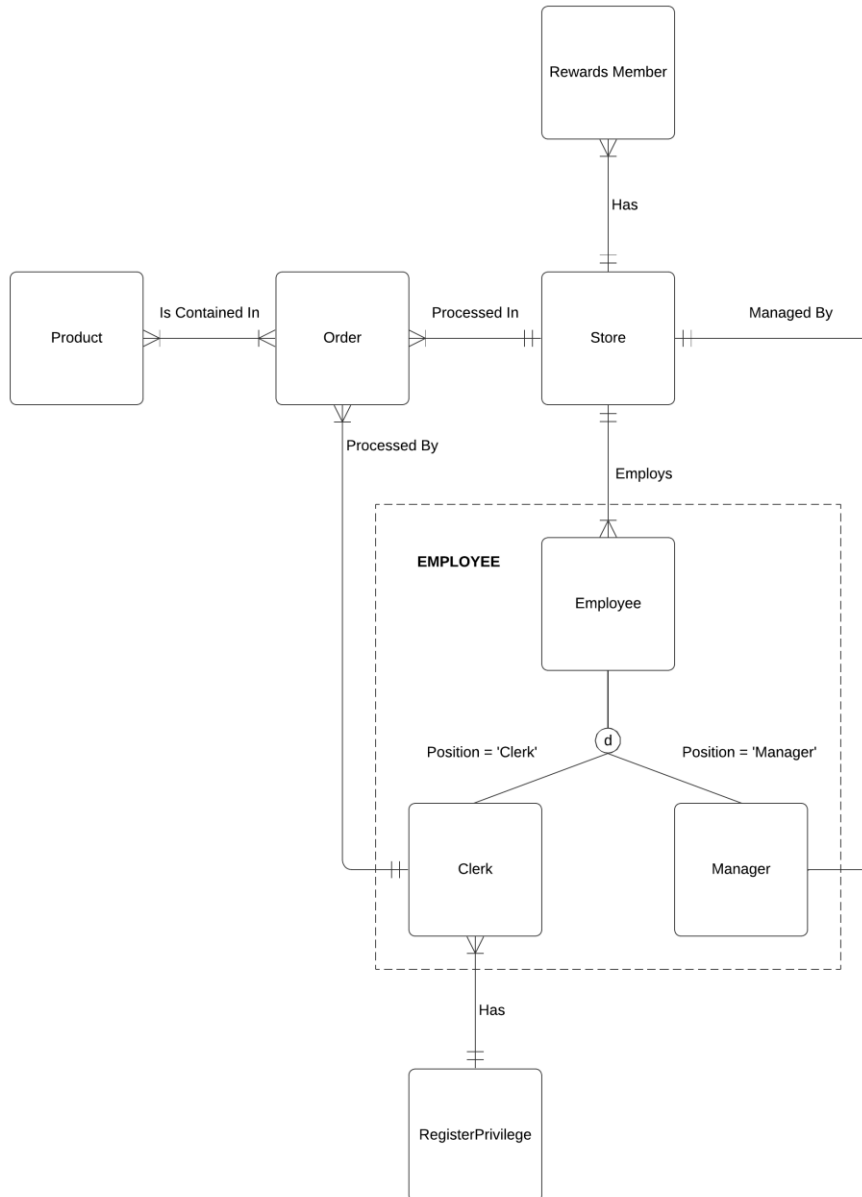 Rewards Member
Has
Is Contained In
Processed In
Managed By
Product
Order
Store
Processed By
Employs
EMPLOYEE
Employee
d
Position = 'Clerk'
Position = 'Manager'
Clerk
Manager
Has
RegisterPrivilege